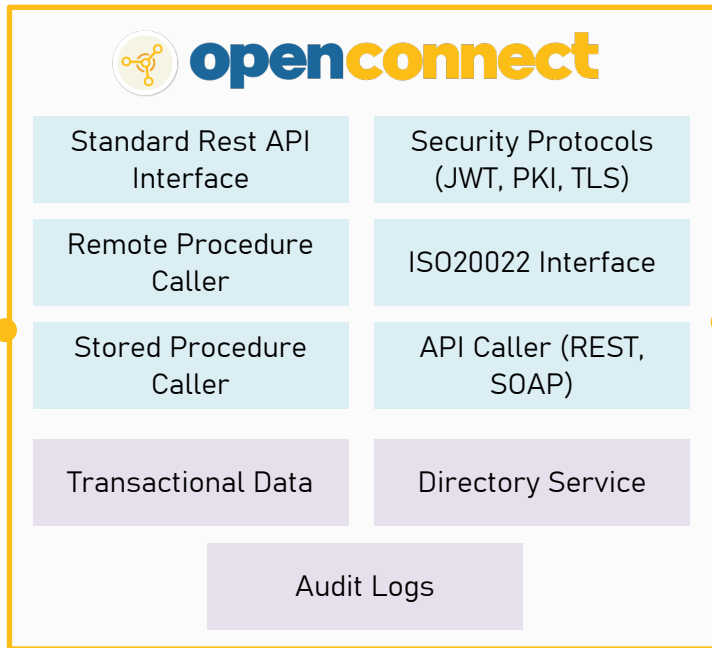 openconnect
Standard Rest API
Interface
Security Protocols
(JWT, PKI, TLS)
Remote Procedure
Caller
ISO20022 Interface
Stored Procedure
Caller
API Caller (REST,
SOAP)
Transactional Data
Directory Service
Audit Logs